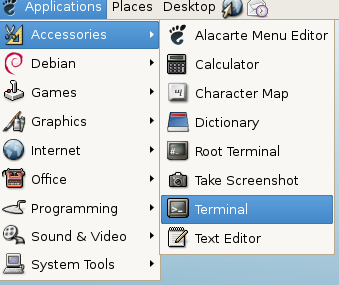 Applications Places Desktop
Accessories
Debian
Games
Graphics
Internet
Office
Programming
Sound & Video
System Tools
Alacarte Menu Editor
Calculator
Character Map
Dictionary
Root Terminal
Take Screenshot
Terminal
Text Editor